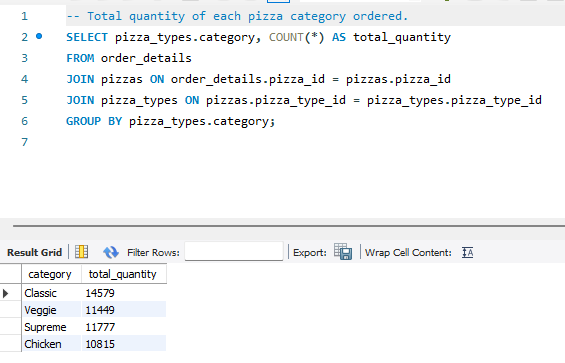 1 -- Total quantity of each pizza category ordered.
2 SELECT pizza_types.category, COUNT(*) AS total_quantity
3 FROM order_details
4 JOIN pizzas ON order_details.pizza_id = pizzas.pizza_id
5 JOIN pizza_types ON pizzas.pizza_type_id = pizza_types.pizza_type_id
6 GROUP BY pizza_types.category;
7
Result Grid Filter Rows: Export: Wrap Cell Content: IA
category total_quantity
Classic 14579
Veggie 11449
Supreme 11777
Chicken 10815